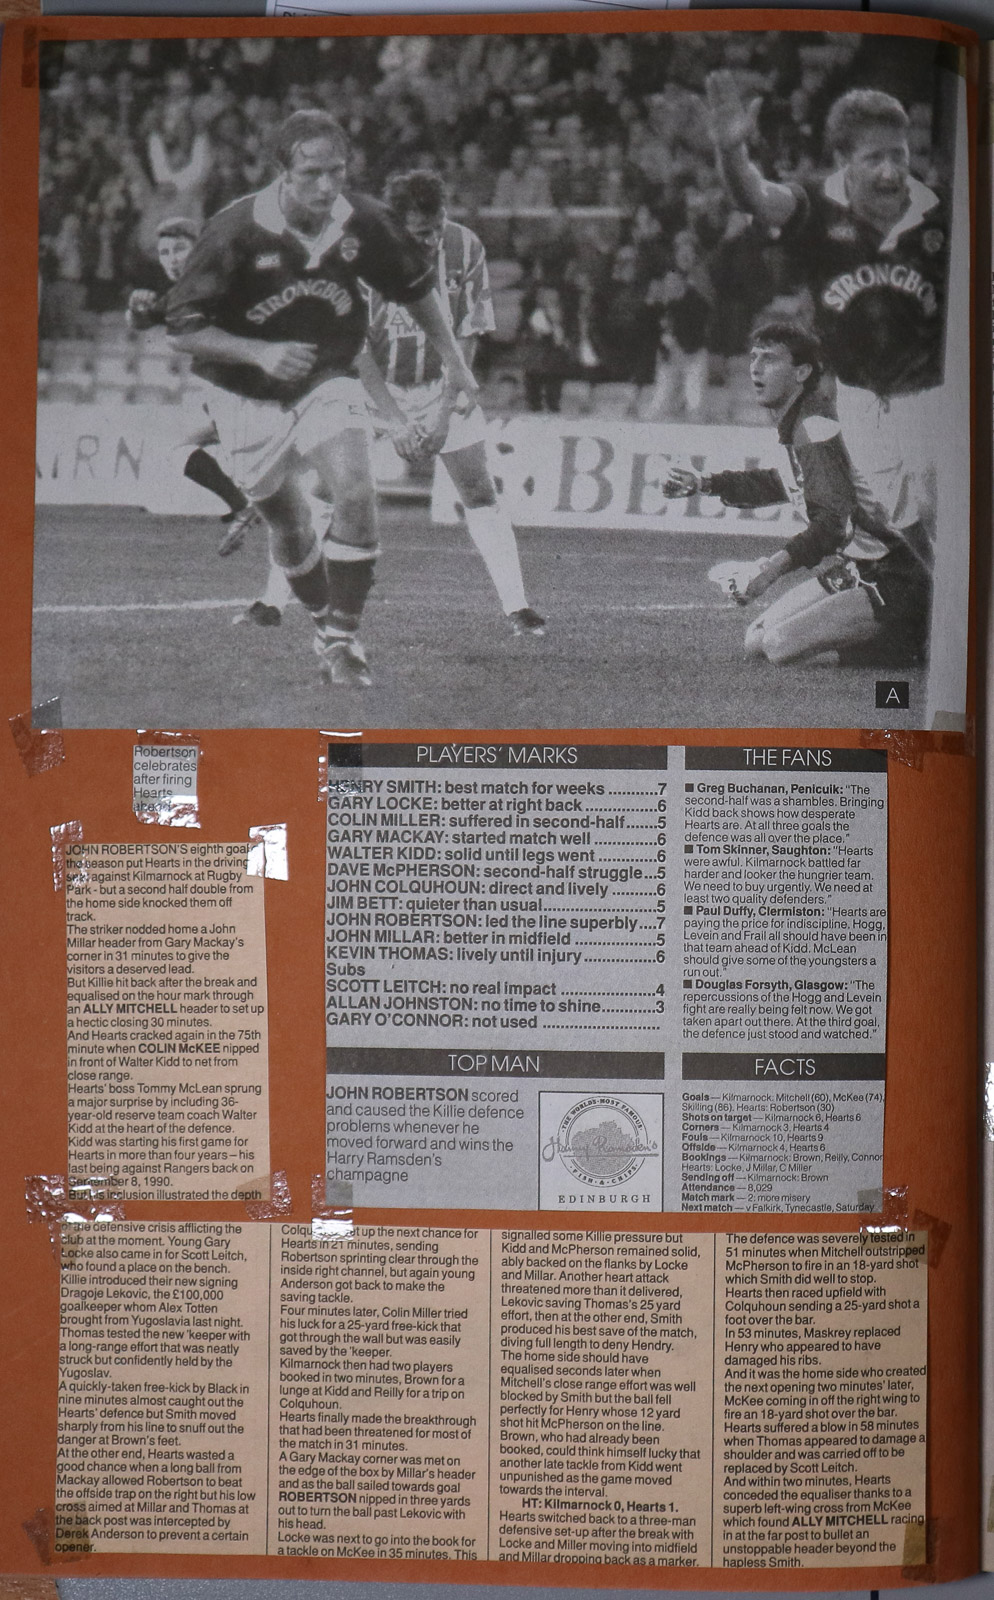 STRONGBOW
STRONGBOW
AIRN
BELL
A
Robertson
celebrates
after firing
Hearts
ahead
JOHN ROBERTSON'S eighth goal
the season put Hearts in the driving
seat against Kilmarnock at Rugby
Park - but a second half double from
the home side knocked them off
track.
The striker nodded home a John
Millar header from Gary Mackay's
corner in 31 minutes to give the
visitors a deserved lead.
But Killie hit back after the break and
equalised on the hour mark through
an ALLY MITCHELL header to set up
a hectic closing 30 minutes.
And Hearts cracked again in the 75th
minute when COLIN McKEE nipped
in front of Walter Kidd to net from
close range.
Hearts' boss Tommy McLean sprung
a major surprise by including 36-
year-old reserve team coach Walter
Kidd at the heart of the defence.
Kidd was starting his first game for
Hearts in more than four years – his
last being against Rangers back on
September 8, 1990.
But his inclusion illustrated the depth
PLAYERS' MARKS
HENRY SMITH: best match for weeks ...........7
GARY LOCKE: better at right back ...............6
COLIN MILLER: suffered in second-half......5
GARY MACKAY: started match well .............6
WALTER KIDD: solid until legs went ............6
DAVE McPHERSON: second-half struggle...5
JOHN COLQUHOUN: direct and lively .........6
JIM BETT: quieter than usual......................5
JOHN ROBERTSON: led the line superbly....7
JOHN MILLAR: better in midfield .................5
KEVIN THOMAS: lively until injury ...............6
Subs
SCOTT LEITCH: no real impact ....................4
ALLAN JOHNSTON: no time to shine............3
GARY O'CONNOR: not used ......................
TOP MAN
JOHN ROBERTSON scored
and caused the Killie defence
problems whenever he
moved forward and wins the
Harry Ramsden's
champagne
THE WORLD'S MOST FAMOUS
Harry Ramsden's
FISH & CHIPS
EDINBURGH
THE FANS
■ Greg Buchanan, Penicuik: "The
second-half was a shambles. Bringing
Kidd back shows how desperate
Hearts are. At all three goals the
defence was all over the place."
■ Tom Skinner, Saughton: "Hearts
were awful. Kilmarnock battled far
harder and looker the hungrier team.
We need to buy urgently. We need at
least two quality defenders."
■ Paul Duffy, Clermiston: "Hearts are
paying the price for indiscipline. Hogg,
Levein and Frail all should have been in
that team ahead of Kidd. McLean
should give some of the youngsters a
run out."
■ Douglas Forsyth, Glasgow: "The
repercussions of the Hogg and Levein
fight are really being felt now. We got
taken apart out there. At the third goal,
the defence just stood and watched."
FACTS
Goals — Kilmarnock: Mitchell (60), McKee (74),
Skilling (86), Hearts: Robertson (30)
Shots on target — Kilmarnock 6, Hearts 6
Corners — Kilmarnock 3, Hearts 4
Fouls — Kilmarnock 10, Hearts 9
Offside — Kilmarnock 4, Hearts 6
Bookings — Kilmarnock: Brown, Reilly, Connor
Hearts: Locke, J Millar, C Miller
Sending off — Kilmarnock: Brown
Attendance — 8,029
Match mark — 2: more misery
Next match — v Falkirk, Tynecastle, Saturday
of the defensive crisis afflicting the
club at the moment. Young Gary
Locke also came in for Scott Leitch,
who found a place on the bench.
Killie introduced their new signing
Dragoje Lekovic, the £100,000
goalkeeper whom Alex Totten
brought from Yugoslavia last night.
Thomas tested the new 'keeper with
a long-range effort that was neatly
struck but confidently held by the
Yugoslav.
A quickly-taken free-kick by Black in
nine minutes almost caught out the
Hearts' defence but Smith moved
sharply from his line to snuff out the
danger at Brown's feet.
At the other end, Hearts wasted a
good chance when a long ball from
Mackay allowed Robertson to beat
the offside trap on the right but his low
cross aimed at Millar and Thomas at
the back post was intercepted by
Derek Anderson to prevent a certain
opener.
Colqu t up the next chance for
Hearts in 21 minutes, sending
Robertson sprinting clear through the
inside right channel, but again young
Anderson got back to make the
saving tackle.
Four minutes later, Colin Miller tried
his luck for a 25-yard free-kick that
got through the wall but was easily
saved by the 'keeper.
Kilmarnock then had two players
booked in two minutes, Brown for a
lunge at Kidd and Reilly for a trip on
Colquhoun.
Hearts finally made the breakthrough
that had been threatened for most of
the match in 31 minutes.
A Gary Mackay corner was met on
the edge of the box by Millar's header
and as the ball sailed towards goal
ROBERTSON nipped in three yards
out to turn the ball past Lekovic with
his head.
Locke was next to go into the book for
a tackle on McKee in 35 minutes. This
signalled some Killie pressure but
Kidd and McPherson remained solid,
ably backed on the flanks by Locke
and Millar. Another heart attack
threatened more than it delivered,
Lekovic saving Thomas's 25 yard
effort, then at the other end, Smith
produced his best save of the match,
diving full length to deny Hendry.
The home side should have
equalised seconds later when
Mitchell's close range effort was well
blocked by Smith but the ball fell
perfectly for Henry whose 12 yard
shot hit McPherson on the line.
Brown, who had already been
booked, could think himself lucky that
another late tackle from Kidd went
unpunished as the game moved
towards the interval.
HT: Kilmarnock 0, Hearts 1.
Hearts switched back to a three-man
defensive set-up after the break with
Locke and Miller moving into midfield
and Millar dropping back as a marker.
The defence was severely tested in
51 minutes when Mitchell outstripped
McPherson to fire in an 18-yard shot
which Smith did well to stop.
Hearts then raced upfield with
Colquhoun sending a 25-yard shot a
foot over the bar.
In 53 minutes, Maskrey replaced
Henry who appeared to have
damaged his ribs.
And it was the home side who created
the next opening two minutes' later,
McKee coming in off the right wing to
fire an 18-yard shot over the bar.
Hearts suffered a blow in 58 minutes
when Thomas appeared to damage a
shoulder and was carried off to be
replaced by Scott Leitch.
And within two minutes, Hearts
conceded the equaliser thanks to a
superb left-wing cross from McKee
which found ALLY MITCHELL racing
in at the far post to bullet an
unstoppable header beyond the
hapless Smith.